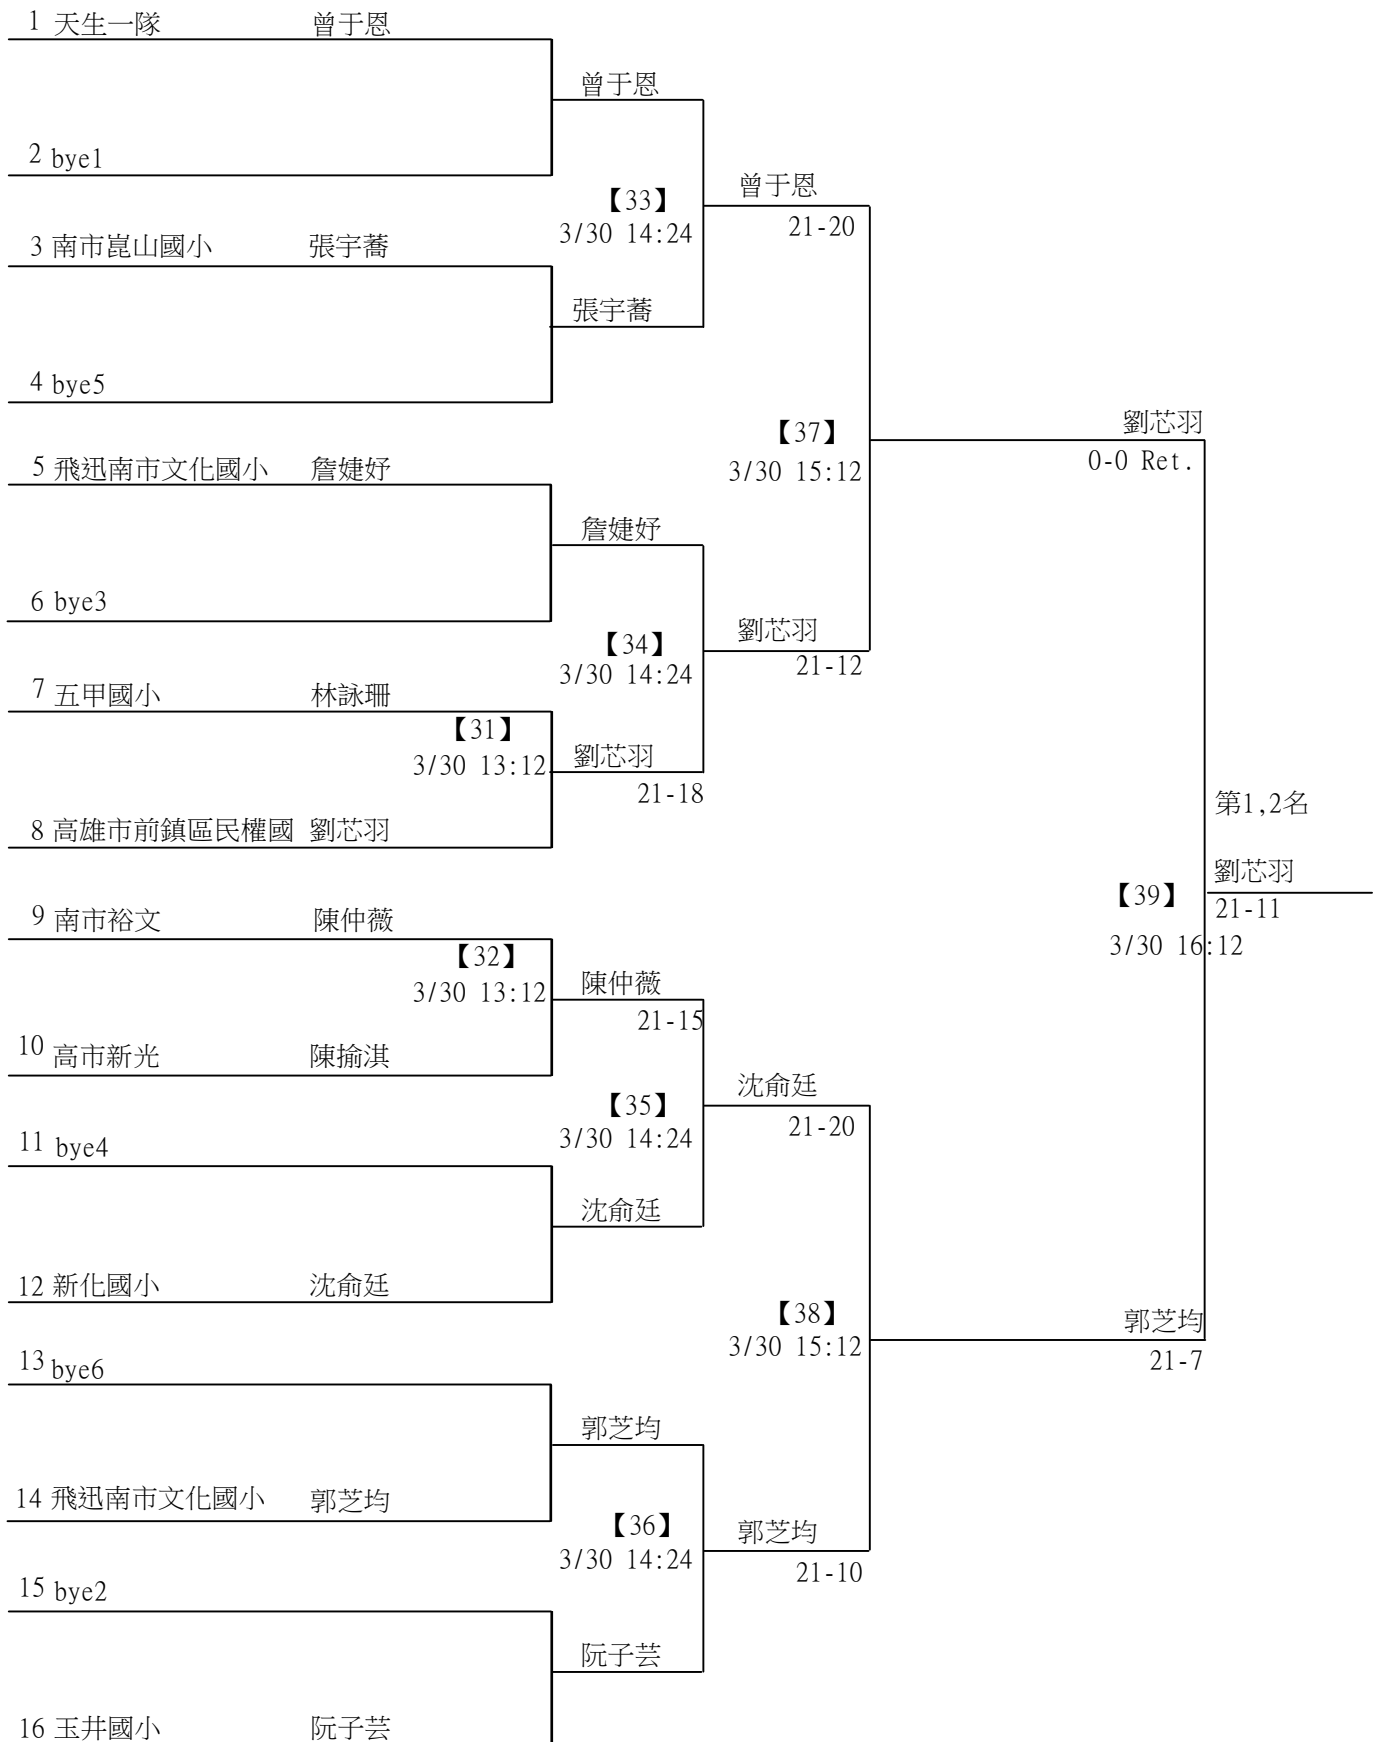 1 天生一隊 曾于恩
曾于恩
2 bye1
曾于恩
【33】
21-20
3/30 14:24
3 南市崑山國小 張宇蕎
張宇蕎
4 bye5
劉芯羽
【37】
0-0 Ret.
3/30 15:12
5 飛迅南市文化國小 詹婕妤
詹婕妤
6 bye3
劉芯羽
【34】
21-12
3/30 14:24
7 五甲國小 林詠珊
【31】
3/30 13:12
劉芯羽
21-18
第1,2名
8 高雄市前鎮區民權國 劉芯羽
劉芯羽
【39】
21-11
3/30 16:12
9 南市裕文 陳仲薇
【32】
3/30 13:12
陳仲薇
21-15
10 高市新光 陳揄淇
沈俞廷
【35】
21-20
3/30 14:24
11 bye4
沈俞廷
12 新化國小 沈俞廷
【38】
3/30 15:12
郭芝均
21-7
13 bye6
郭芝均
14 飛迅南市文化國小 郭芝均
【36】
郭芝均
3/30 14:24
21-10
15 bye2
阮子芸
16 玉井國小 阮子芸